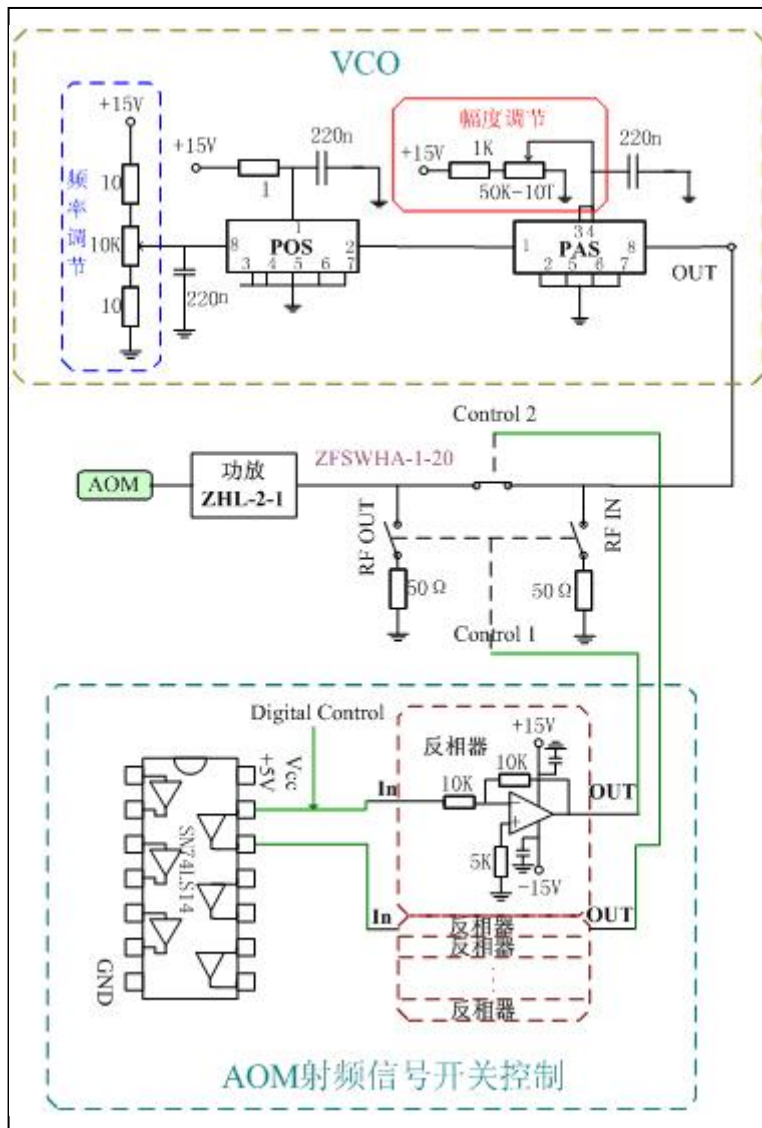 VCO
+15V
频率调节
10
10K
10
220n
+15V
1
220n
幅度调节
+15V
1K
50K-10T
220n
1
8
POS
2
3 4 5 6 7
34
1
PAS
8
2 5 6 7
OUT
Control 2
ZFSWHA-1-20
AOM
功放
ZHL-2-1
RF OUT
RF IN
50Ω
50Ω
Control 1
Digital Control
Vcc
+5V
SN74LS14
GND
反相器
+15V
10K
10K
In
OUT
5K
-15V
In
OUT
反相器
反相器
反相器
AOM射频信号开关控制